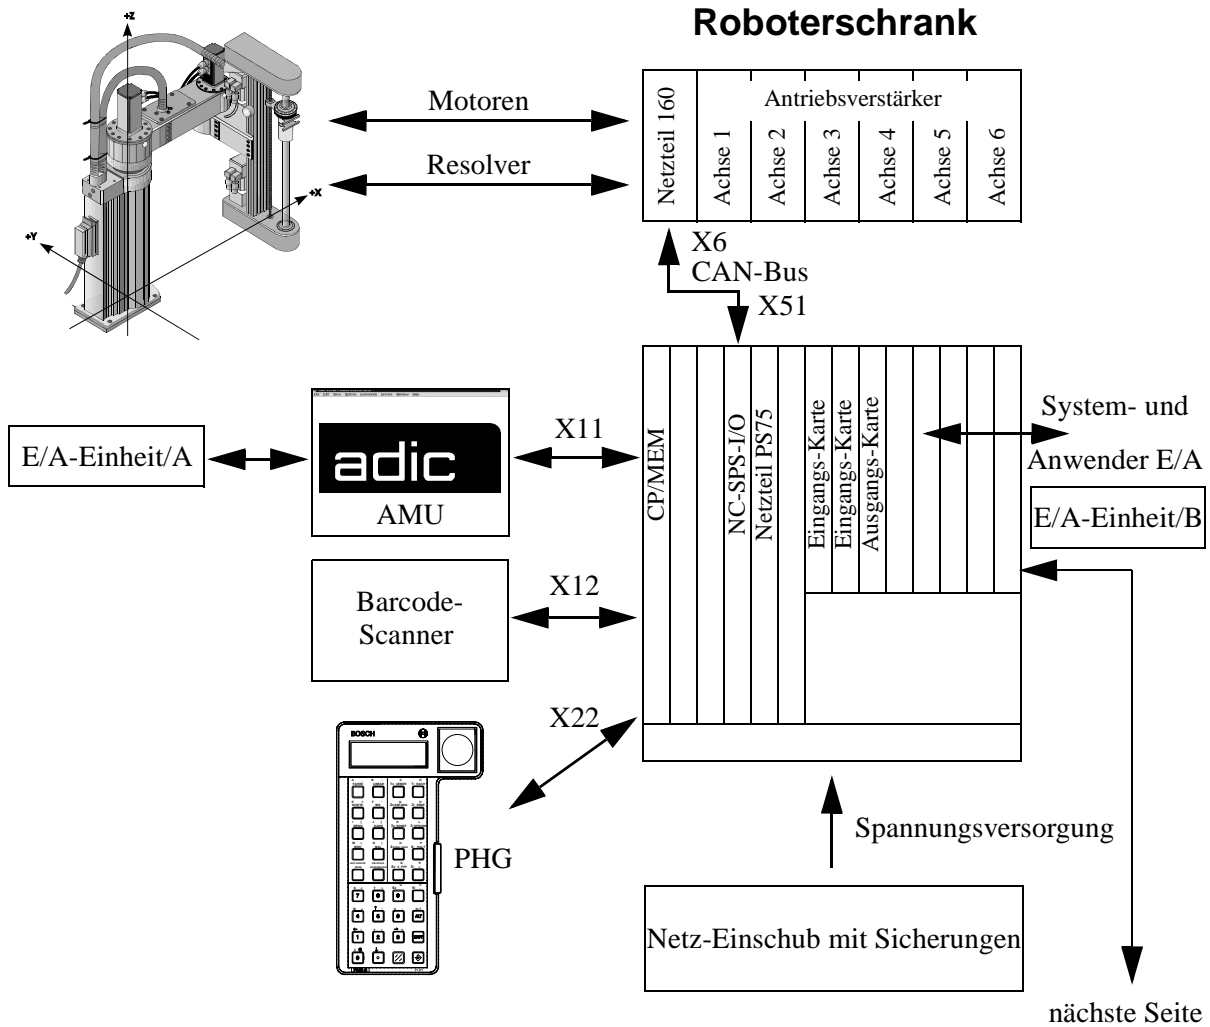 Roboterschrank
+Z
+X
+Y
Motoren
Resolver
Netzteil 160
Antriebsverstärker
Achse 1
Achse 2
Achse 3
Achse 4
Achse 5
Achse 6
X6
CAN-Bus
X51
E/A-Einheit/A
adic
AMU
X11
CP/MEM
NC-SPS-I/O
Netzteil PS75
Eingangs-Karte
Eingangs-Karte
Ausgangs-Karte
System- und
Anwender E/A
E/A-Einheit/B
Barcode-
Scanner
X12
X22
BOSCH
PHG
Spannungsversorgung
Netz-Einschub mit Sicherungen
nächste Seite